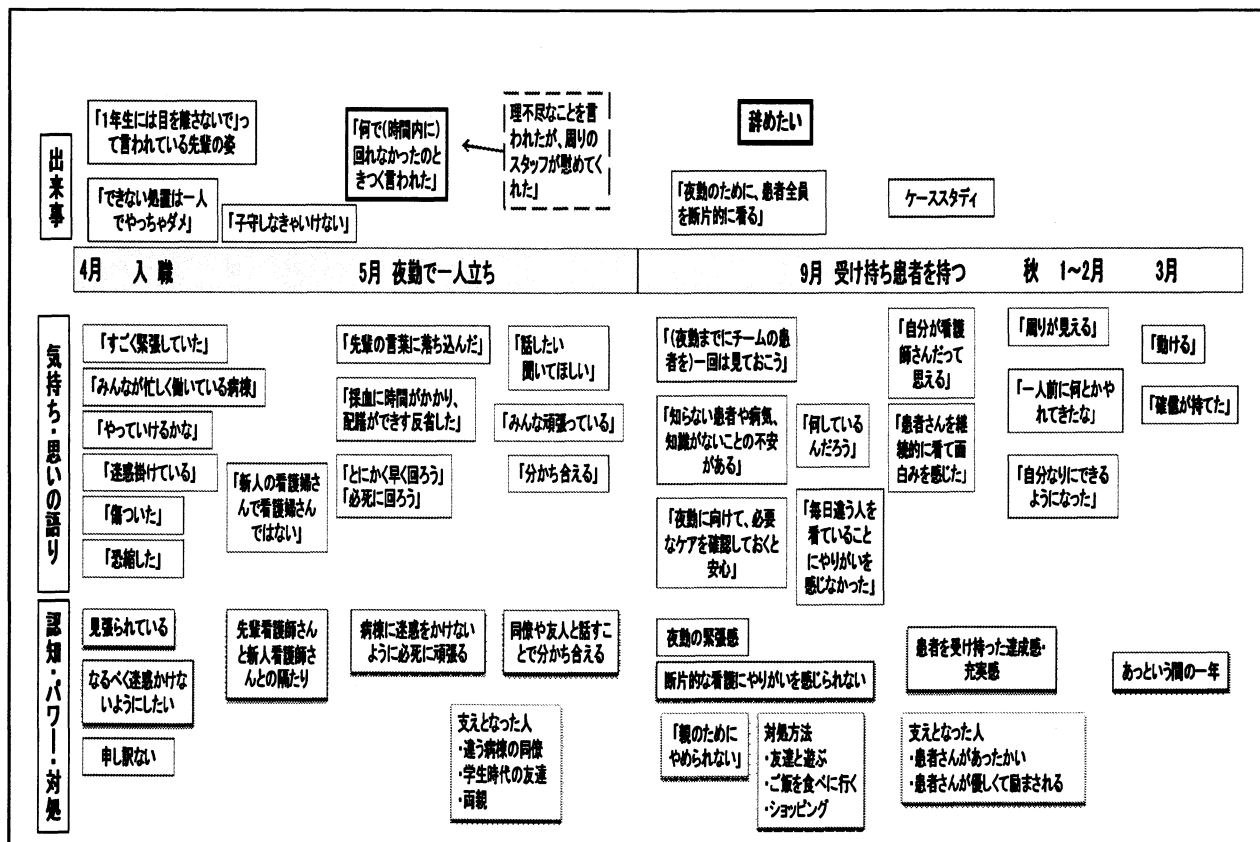 出来事
「1年生には目を離さないで」っ
て言われている先輩の姿
「できない処置は一人
でやっちゃダメ」
「子守しなきゃいけない」
「何で(時間内に)
回れなかったのと
きつく言われた」
理不尽なことを言
われたが、周りの
スタッフが慰めてく
れた」
辞めたい
「夜勤のために、患者全員
を断片的に看る」
ケーススタディ
4月 入職
5月 夜勤で一人立ち
9月 受け持ち患者を持つ
秋 1～2月 3月
気持ち・思いの語り
「すごく緊張していた」
「みんなが忙しく働いている病棟」
「やっていけるかな」
「迷惑掛けている」
「傷ついた」
「恐縮した」
「新人の看護婦さ
んで看護婦さん
ではない」
「先輩の言葉に落ち込んだ」
「採血に時間がかかり、
配膳ができず反省した」
「とにかく早く回ろう」
「必死に回ろう」
「話したい
聞いてほしい」
「みんな頑張っている」
「分かち合える」
「(夜勤までにチームの患
者を)一回は見ておこう」
「知らない患者や病気、
知識がないことの不安
がある」
「夜勤に向けて、必要
なケアを確認しておくと
安心」
「何している
んだろう」
「毎日違う人を
看ていること
にやりがいを
感じなかった」
「自分が看護
師さんだって
思える」
「患者さんを継
続的に看て面
白みを感じた」
「周りが見える」
「一人前に何とかや
れてきたな」
「自分なりにできる
ようになった」
「動ける」
「確信が持てた」
認知・パワー・対処
見張られている
なるべく迷惑かけな
いようにしたい
申し訳ない
先輩看護師さん
と新人看護師さ
んとの隔たり
病棟に迷惑をかけない
ように必死に頑張る
同僚や友人と話すこ
とで分かち合える
支えとなった人
・違う病棟の同僚
・学生時代の友達
・両親
夜勤の緊張感
断片的な看護にやりがいを感じられない
「親のために
やめられない」
対処方法
・友達と遊ぶ
・ご飯を食べに行く
・ショッピング
患者を受け持った達成感・
充実感
支えとなった人
・患者さんがあったかい
・患者さんが優しくて励まされる
あっという間の一年